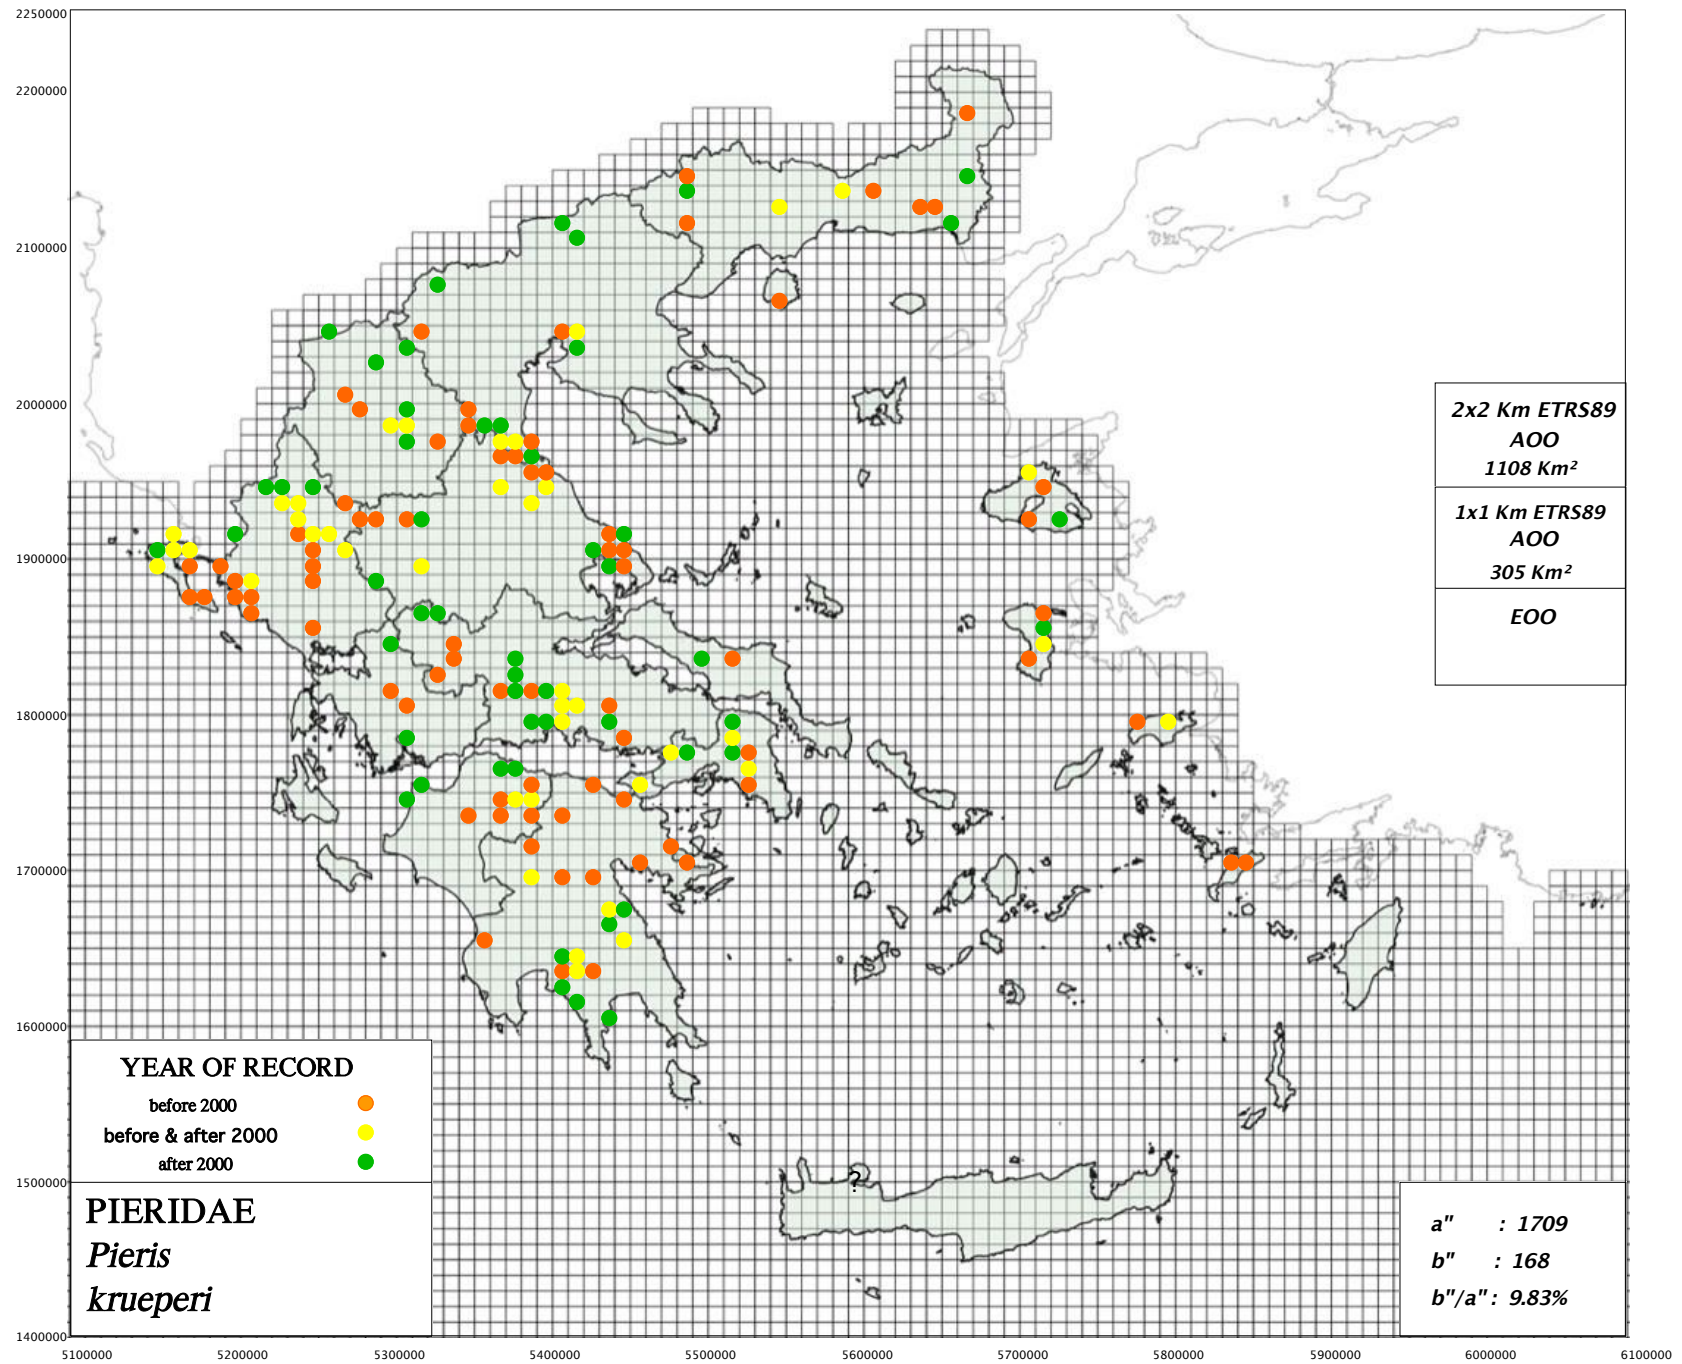 2250000
2200000
2100000
2000000
1900000
1800000
1700000
1600000
1500000
1400000
2x2 Km ETRS89
AOO
1108 Km²
1x1 Km ETRS89
AOO
305 Km²
EOO
YEAR OF RECORD
before 2000
before & after 2000
after 2000
PIERIDAE
Pieris
krueperi
?
a" : 1709
b" : 168
b"/a" : 9.83%
5100000 5200000 5300000 5400000 5500000 5600000 5700000 5800000 5900000 6000000 6100000